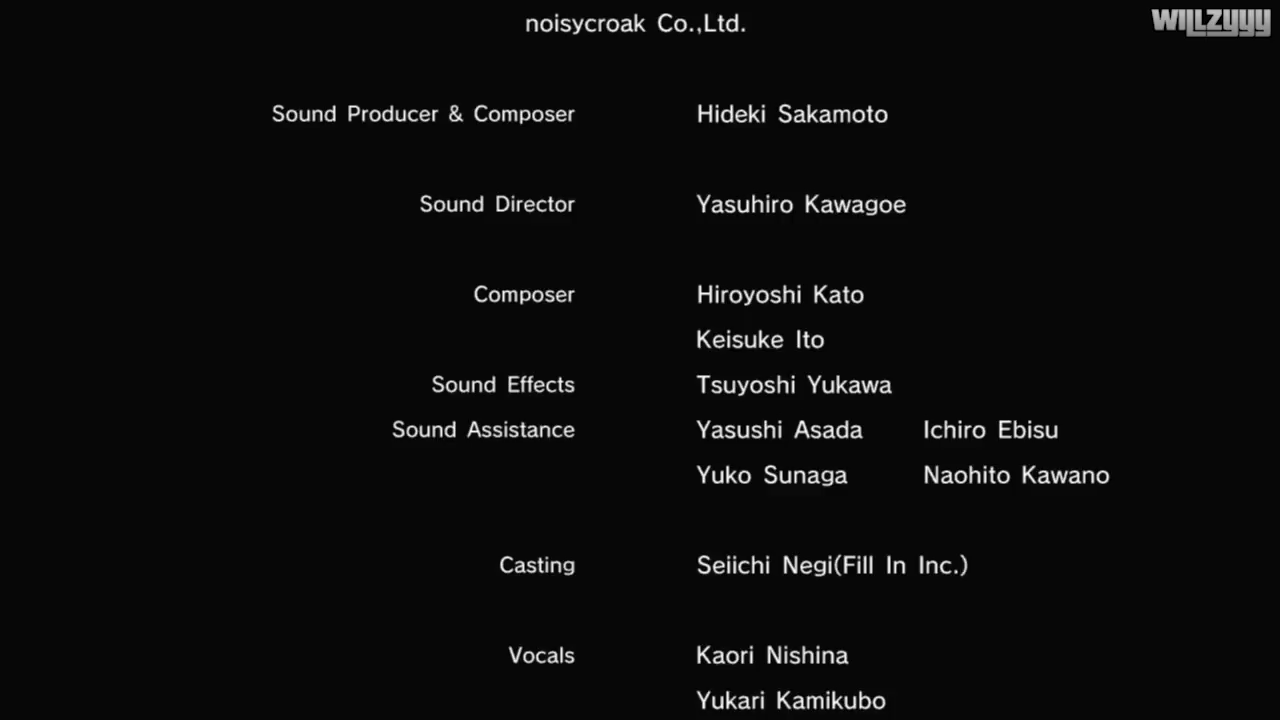 noisycroak Co.,Ltd.
WILLZYYY
Sound Producer & Composer Hideki Sakamoto
Sound Director Yasuhiro Kawagoe
Composer Hiroyoshi Kato
Keisuke Ito
Sound Effects Tsuyoshi Yukawa
Sound Assistance Yasushi Asada Ichiro Ebisu
Yuko Sunaga Naohito Kawano
Casting Seiichi Negi(Fill In Inc.)
Vocals Kaori Nishina
Yukari Kamikubo